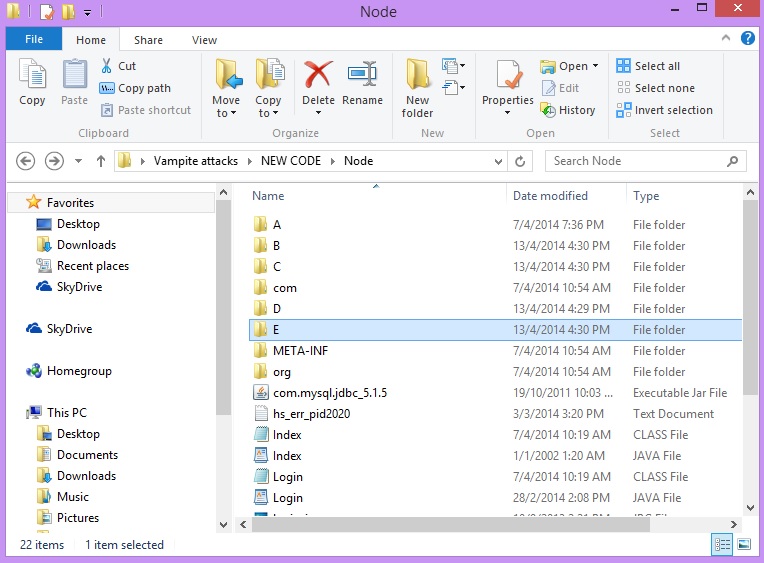 Node
File Home Share View
Copy
Paste
Cut
Copy path
Paste shortcut
Clipboard
Move to
Copy to
Delete
Rename
Organize
New folder
New
Properties
Open
Edit
History
Open
Select all
Select none
Invert selection
Select
Vampite attacks NEW CODE Node
Search Node
Favorites
Desktop
Downloads
Recent places
SkyDrive
SkyDrive
Homegroup
This PC
Desktop
Documents
Downloads
Music
Pictures
Name Date modified Type
A 7/4/2014 7:36 PM File folder
B 13/4/2014 4:30 PM File folder
C 13/4/2014 4:30 PM File folder
com 7/4/2014 10:54 AM File folder
D 13/4/2014 4:29 PM File folder
E 13/4/2014 4:30 PM File folder
META-INF 7/4/2014 10:54 AM File folder
org 7/4/2014 10:54 AM File folder
com.mysql.jdbc_5.1.5 19/10/2011 10:03 ... Executable Jar File
hs_err_pid2020 3/3/2014 3:20 PM Text Document
Index 7/4/2014 10:19 AM CLASS File
Index 1/1/2002 1:20 AM JAVA File
Login 7/4/2014 10:19 AM CLASS File
Login 28/2/2014 2:08 PM JAVA File
22 items 1 item selected